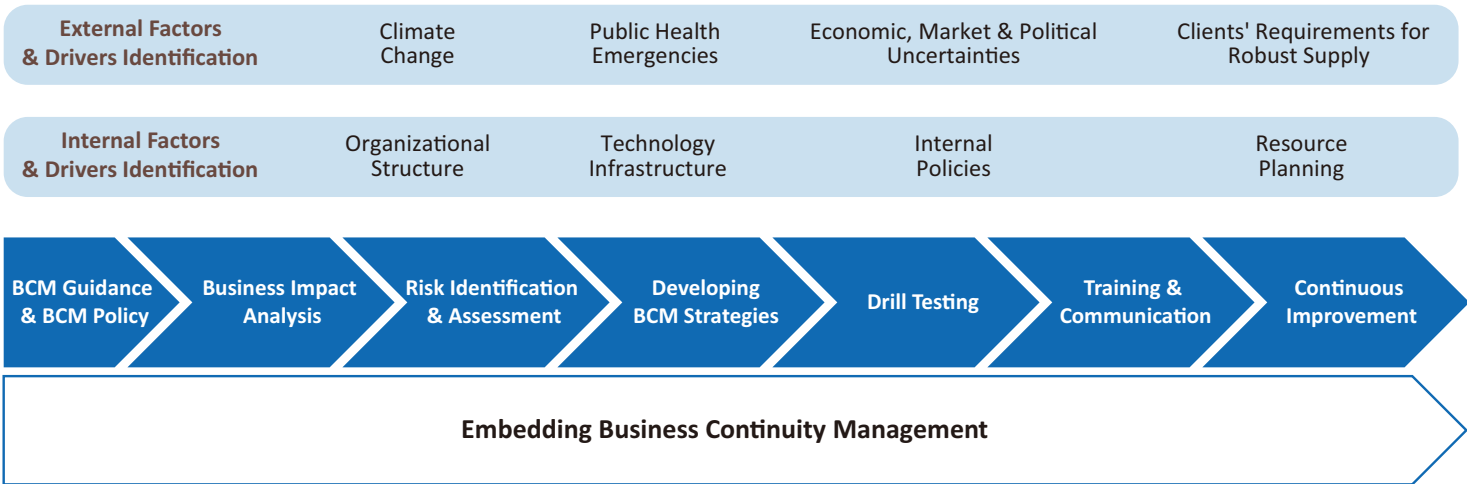 External Factors
& Drivers Identification
Climate
Change
Public Health
Emergencies
Economic, Market & Political
Uncertainties
Clients' Requirements for
Robust Supply
Internal Factors
& Drivers Identification
Organizational
Structure
Technology
Infrastructure
Internal
Policies
Resource
Planning
BCM Guidance
& BCM Policy
Business Impact
Analysis
Risk Identification
& Assessment
Developing
BCM Strategies
Drill Testing
Training &
Communication
Continuous
Improvement
Embedding Business Continuity Management